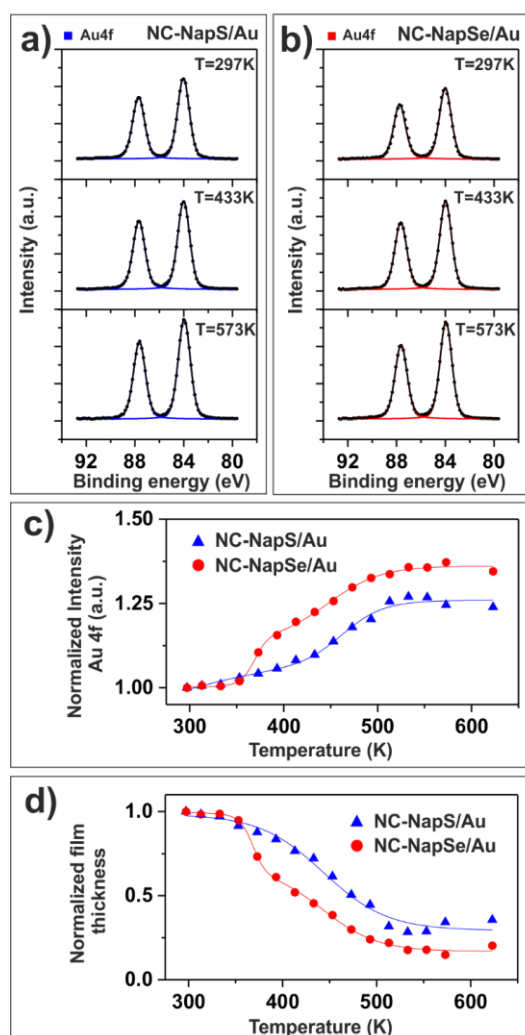 a)
Au4f
NC-NapS/Au
T=297K
T=433K
T=573K
Intensity (a.u.)
92 88 84 80
Binding energy (eV)
b)
Au4f
NC-NapSe/Au
T=297K
T=433K
T=573K
Intensity (a.u.)
92 88 84 80
Binding energy (eV)
c)
NC-NapS/Au
NC-NapSe/Au
Normalized Intensity
Au 4f (a.u.)
1.50
1.25
1.00
300 400 500 600
Temperature (K)
d)
NC-NapS/Au
NC-NapSe/Au
Normalized film
thickness
1.0
0.5
0.0
300 400 500 600
Temperature (K)